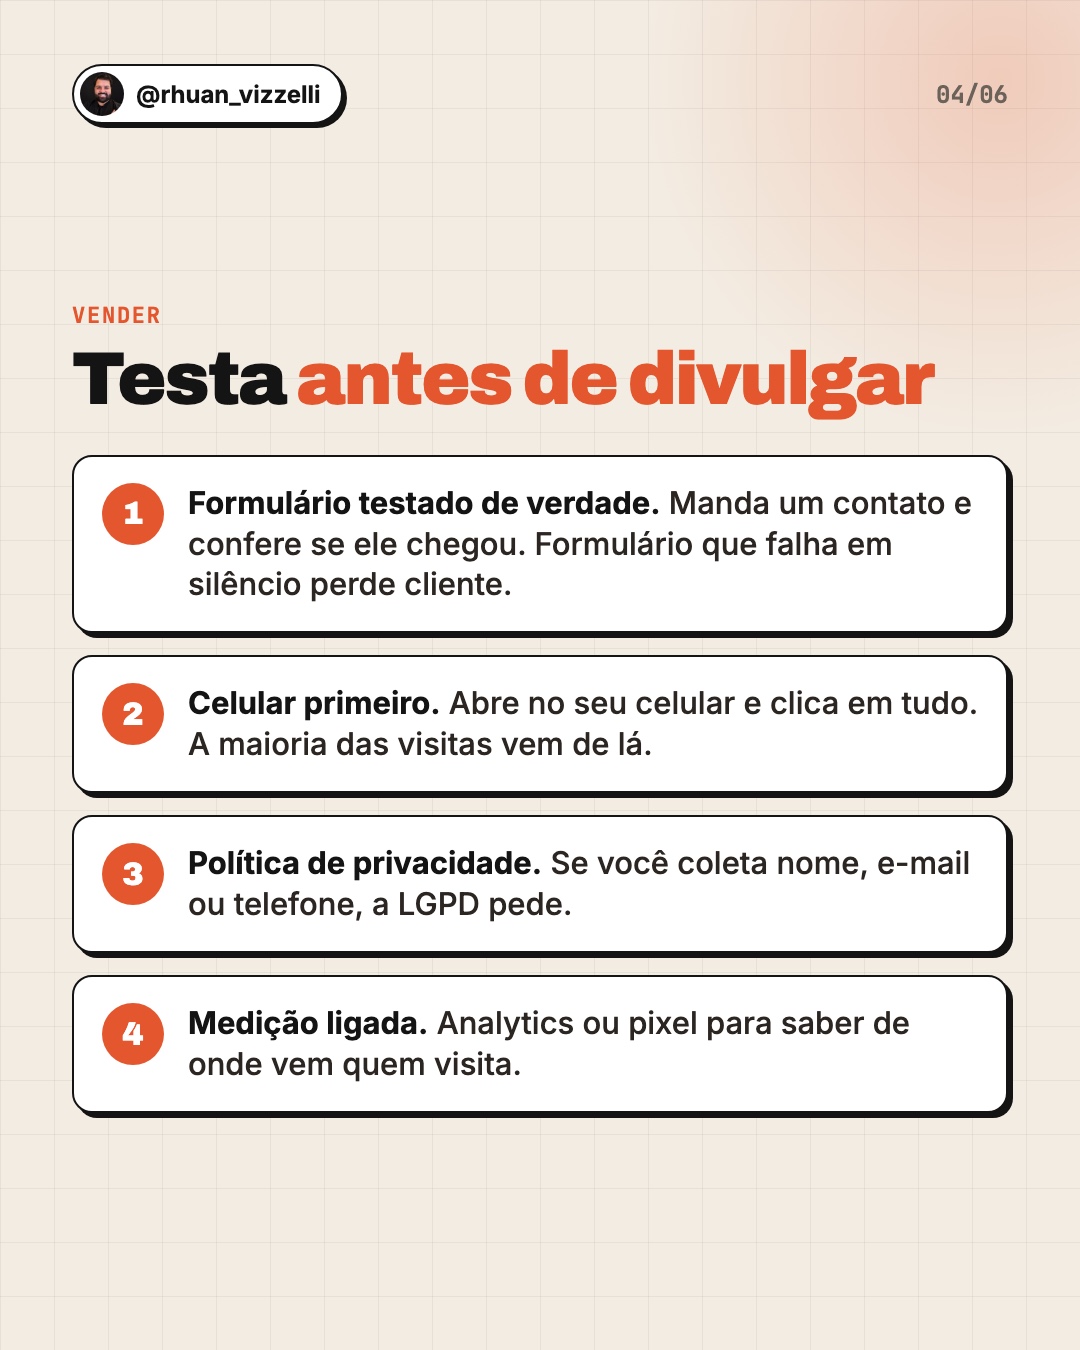 @rhuan_vizzelli
04/06
VENDER
Testa antes de divulgar
1
Formulário testado de verdade. Manda um contato e
confere se ele chegou. Formulário que falha em
silêncio perde cliente.
2
Celular primeiro. Abre no seu celular e clica em tudo.
A maioria das visitas vem de lá.
3
Política de privacidade. Se você coleta nome, e-mail
ou telefone, a LGPD pede.
4
Medição ligada. Analytics ou pixel para saber de
onde vem quem visita.